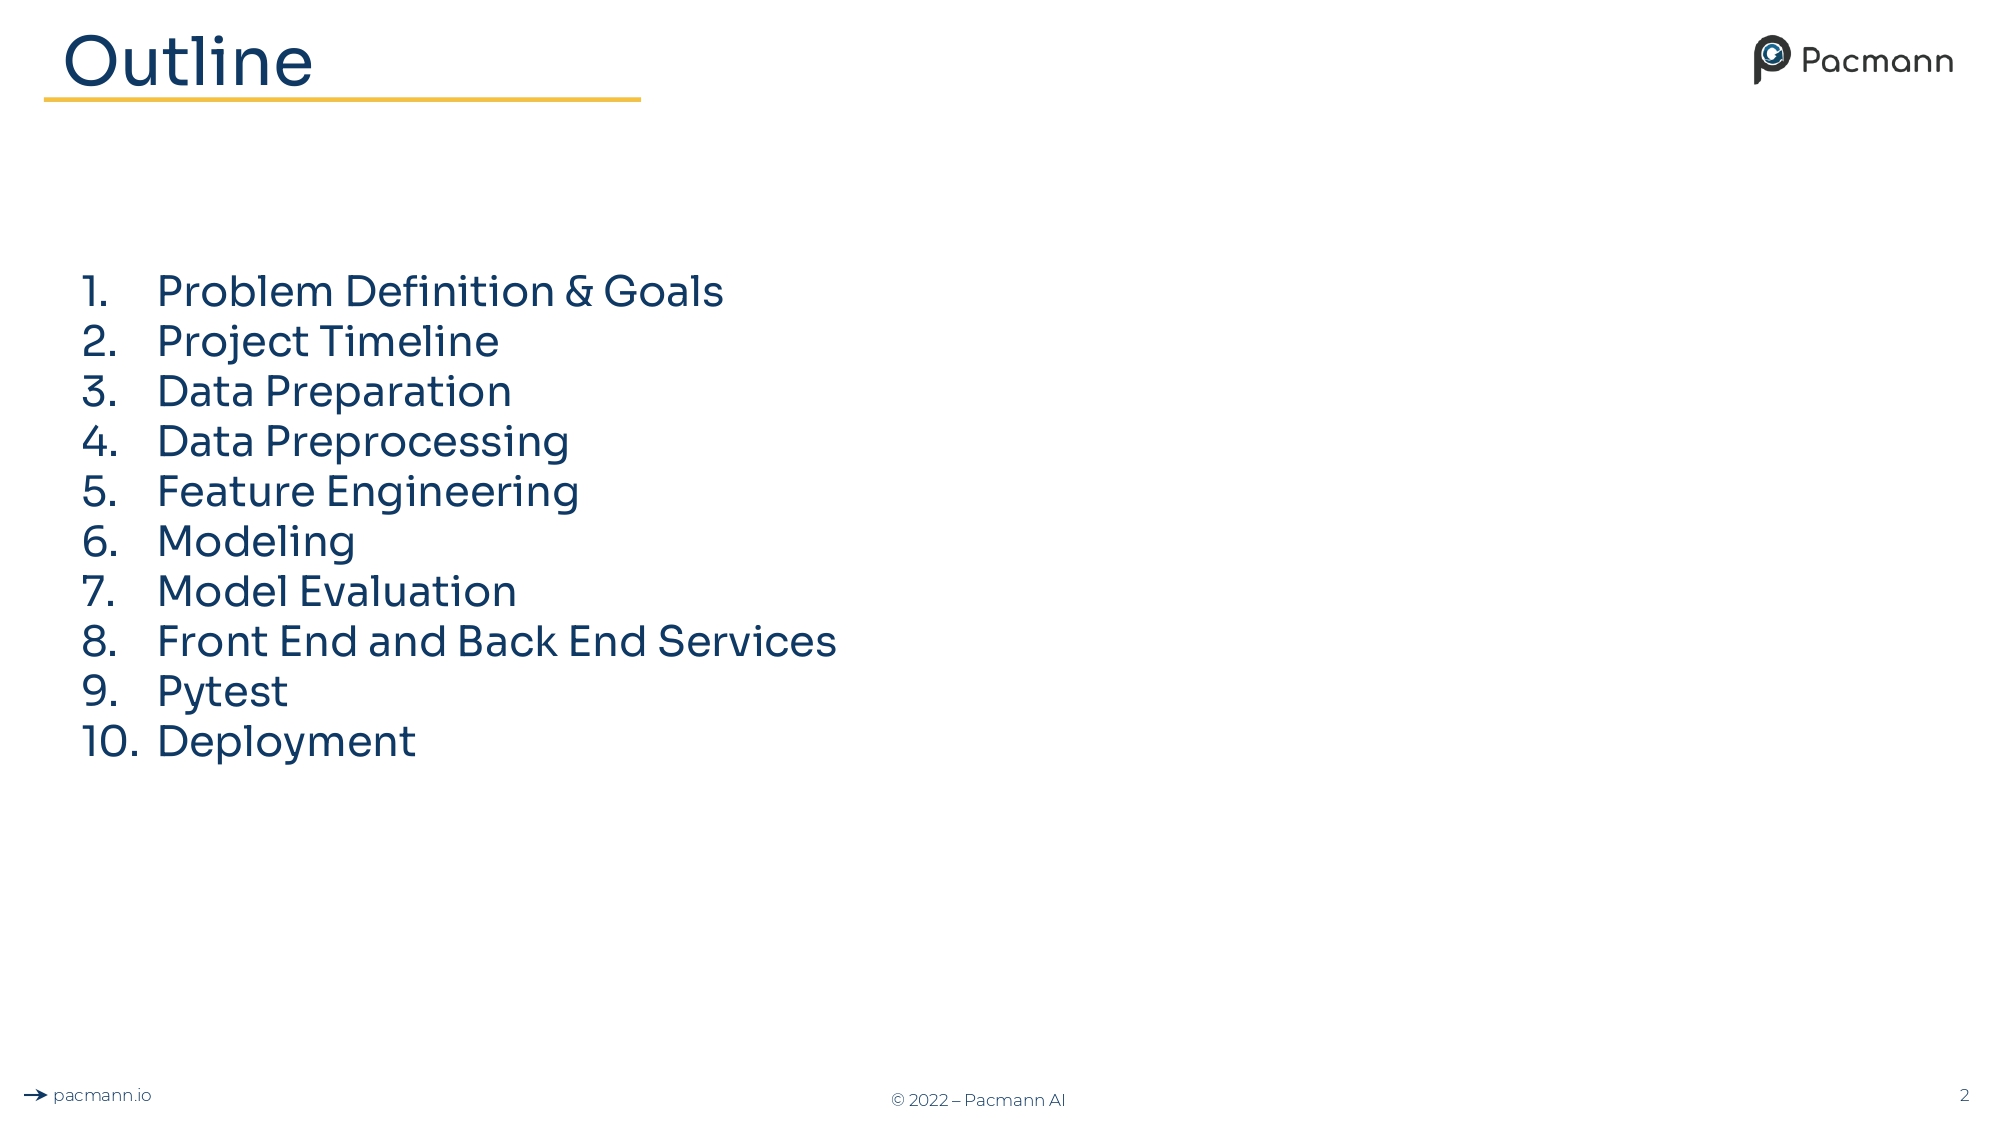 Outline
Pacmann
1. Problem Definition & Goals
2. Project Timeline
3. Data Preparation
4. Data Preprocessing
5. Feature Engineering
6. Modeling
7. Model Evaluation
8. Front End and Back End Services
9. Pytest
10. Deployment
pacmann.io
© 2022 – Pacmann AI
2